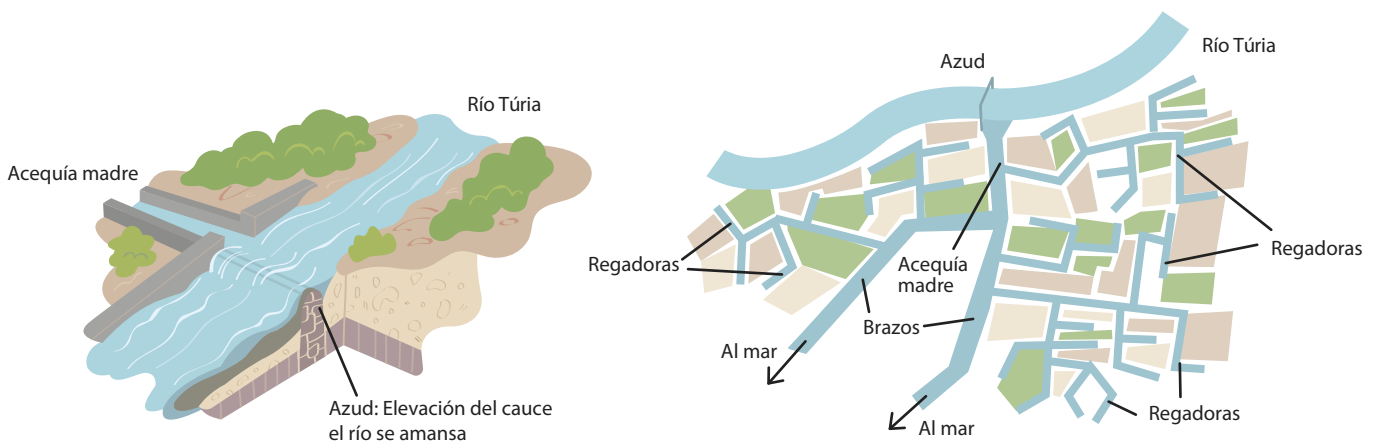 Río Túria
Acequía madre
Azud: Elevación del cauce
el río se amansa
Azud
Río Túria
Regadoras
Acequía
madre
Brazos
Al mar
Al mar
Regadoras
Regadoras